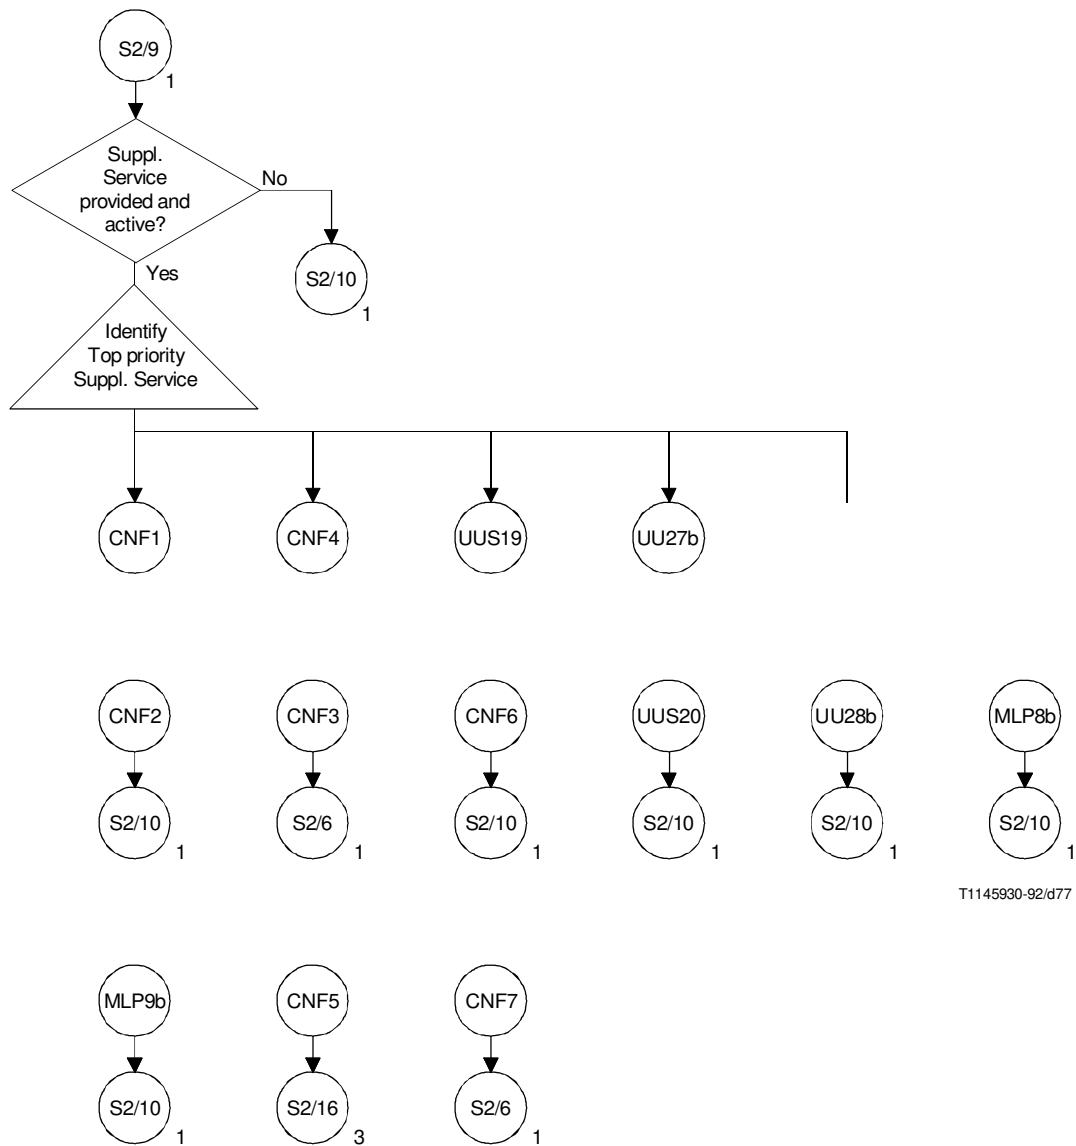 S2/9
1
Suppl.
Service
provided and
active?
No
S2/10
1
Yes
Identify
Top priority
Suppl. Service
CNF1
CNF4
UUS19
UU27b
CNF2
CNF3
CNF6
UUS20
UU28b
MLP8b
S2/10
1
S2/6
1
S2/10
1
S2/10
1
S2/10
1
S2/10
1
T1145930-92/d77
MLP9b
CNF5
CNF7
S2/10
1
S2/16
3
S2/6
1